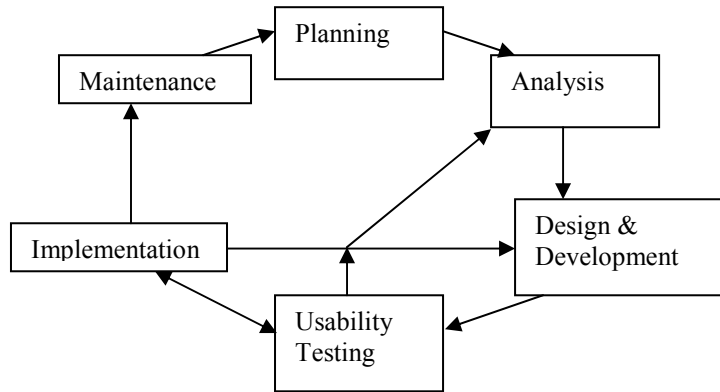 Planning
Maintenance
Analysis
Implementation
Design &
Development
Usability
Testing